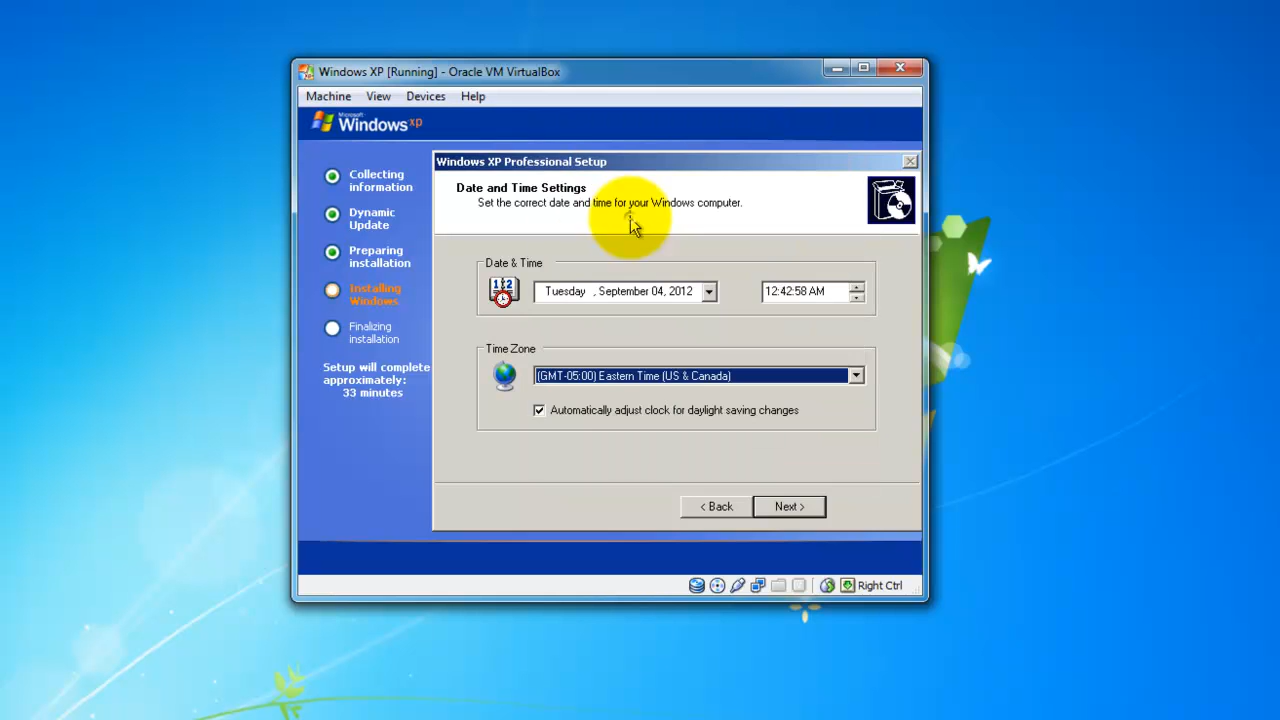 Windows XP [Running] - Oracle VM VirtualBox
Machine View Devices Help
Microsoft
Windows xp
Collecting
information
Dynamic
Update
Preparing
installation
Installing
Windows
Finalizing
installation
Setup will complete
approximately:
33 minutes
Windows XP Professional Setup
Date and Time Settings
Set the correct date and time for your Windows computer.
Date & Time
12
Tuesday , September 04, 2012
12:42:58 AM
Time Zone
(GMT-05:00) Eastern Time (US & Canada)
Automatically adjust clock for daylight saving changes
< Back
Next >
Right Ctrl